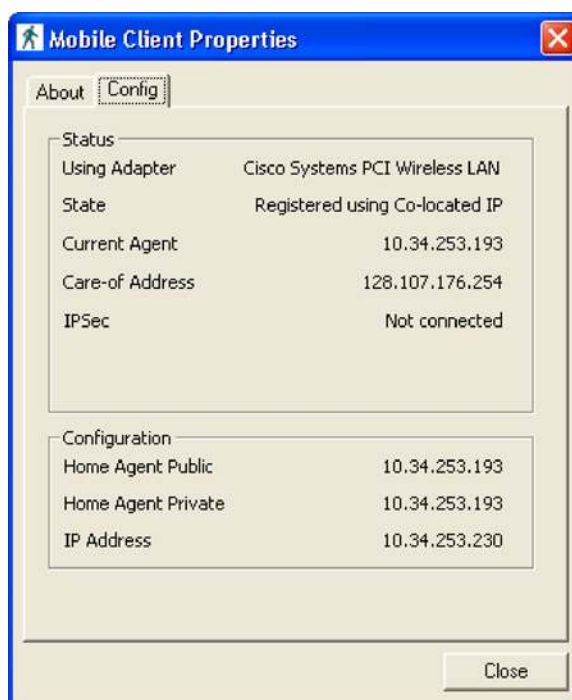 Mobile Client Properties
About Config
Status
Using Adapter Cisco Systems PCI Wireless LAN
State Registered using Co-located IP
Current Agent 10.34.253.193
Care-of Address 128.107.176.254
IPSec Not connected
Configuration
Home Agent Public 10.34.253.193
Home Agent Private 10.34.253.193
IP Address 10.34.253.230
Close